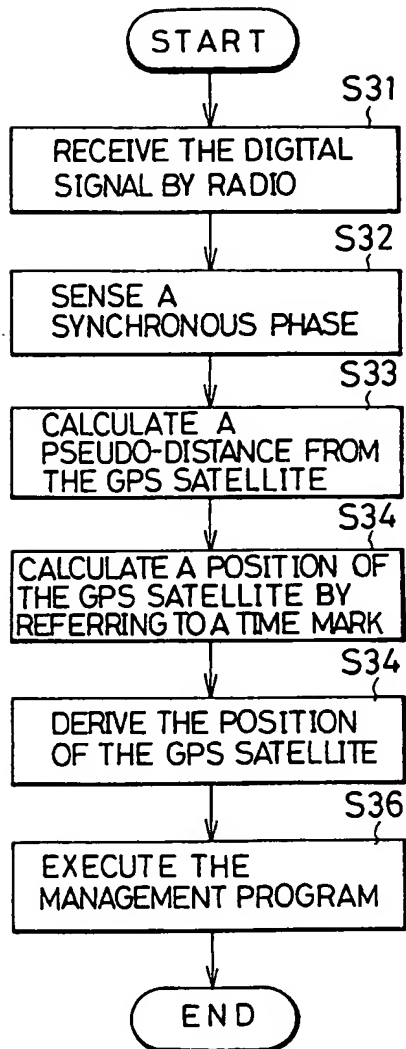 START
S31
RECEIVE THE DIGITAL
SIGNAL BY RADIO
S32
SENSE A
SYNCHRONOUS PHASE
S33
CALCULATE A
PSEUDO-DISTANCE FROM
THE GPS SATELLITE
S34
CALCULATE A POSITION OF
THE GPS SATELLITE BY
REFERRING TO A TIME MARK
S34
DERIVE THE POSITION
OF THE GPS SATELLITE
S36
EXECUTE THE
MANAGEMENT PROGRAM
END